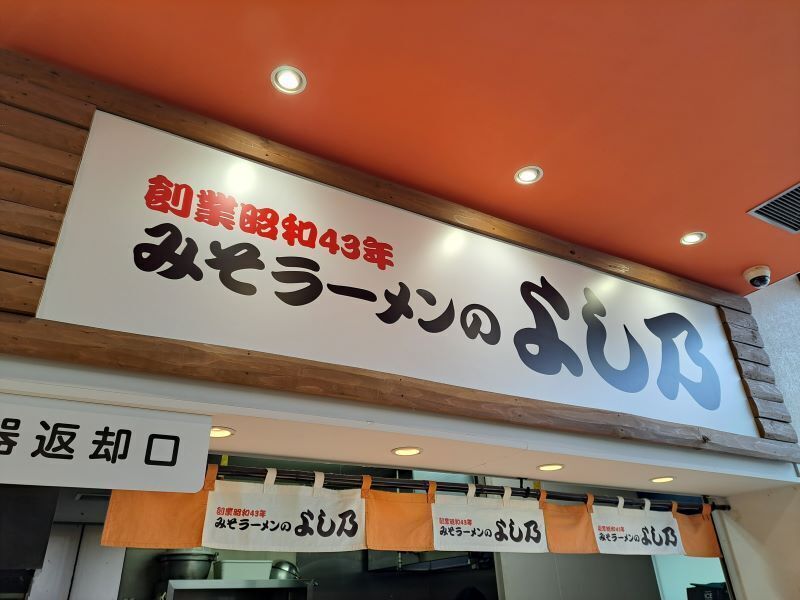 創業昭和43年
みそラーメンの よし乃
器返却口
創業昭和43年
みそラーメンの よし乃
創業昭和43年
みそラーメンの よし乃
創業昭和43年
みそラーメンの よし乃